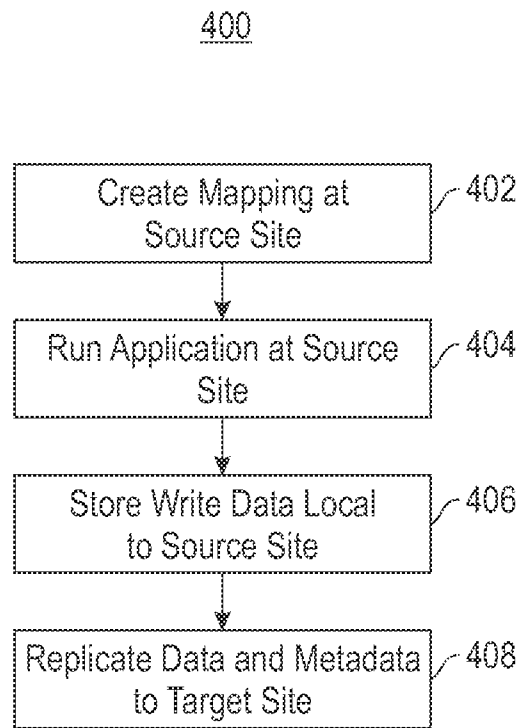 400
Create Mapping at
Source Site
402
Run Application at Source
Site
404
Store Write Data Local
to Source Site
406
Replicate Data and Metadata
to Target Site
408